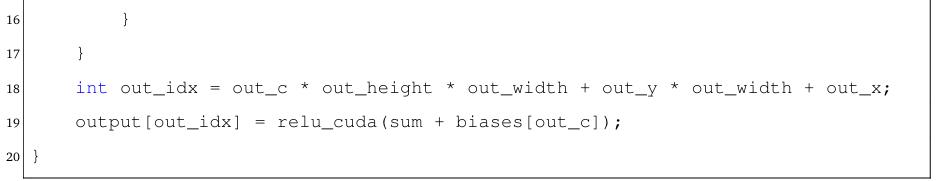 16 }
17 }
18 int out_idx = out_c * out_height * out_width + out_y * out_width + out_x;
19 output[out_idx] = relu_cuda(sum + biases[out_c]);
20 }